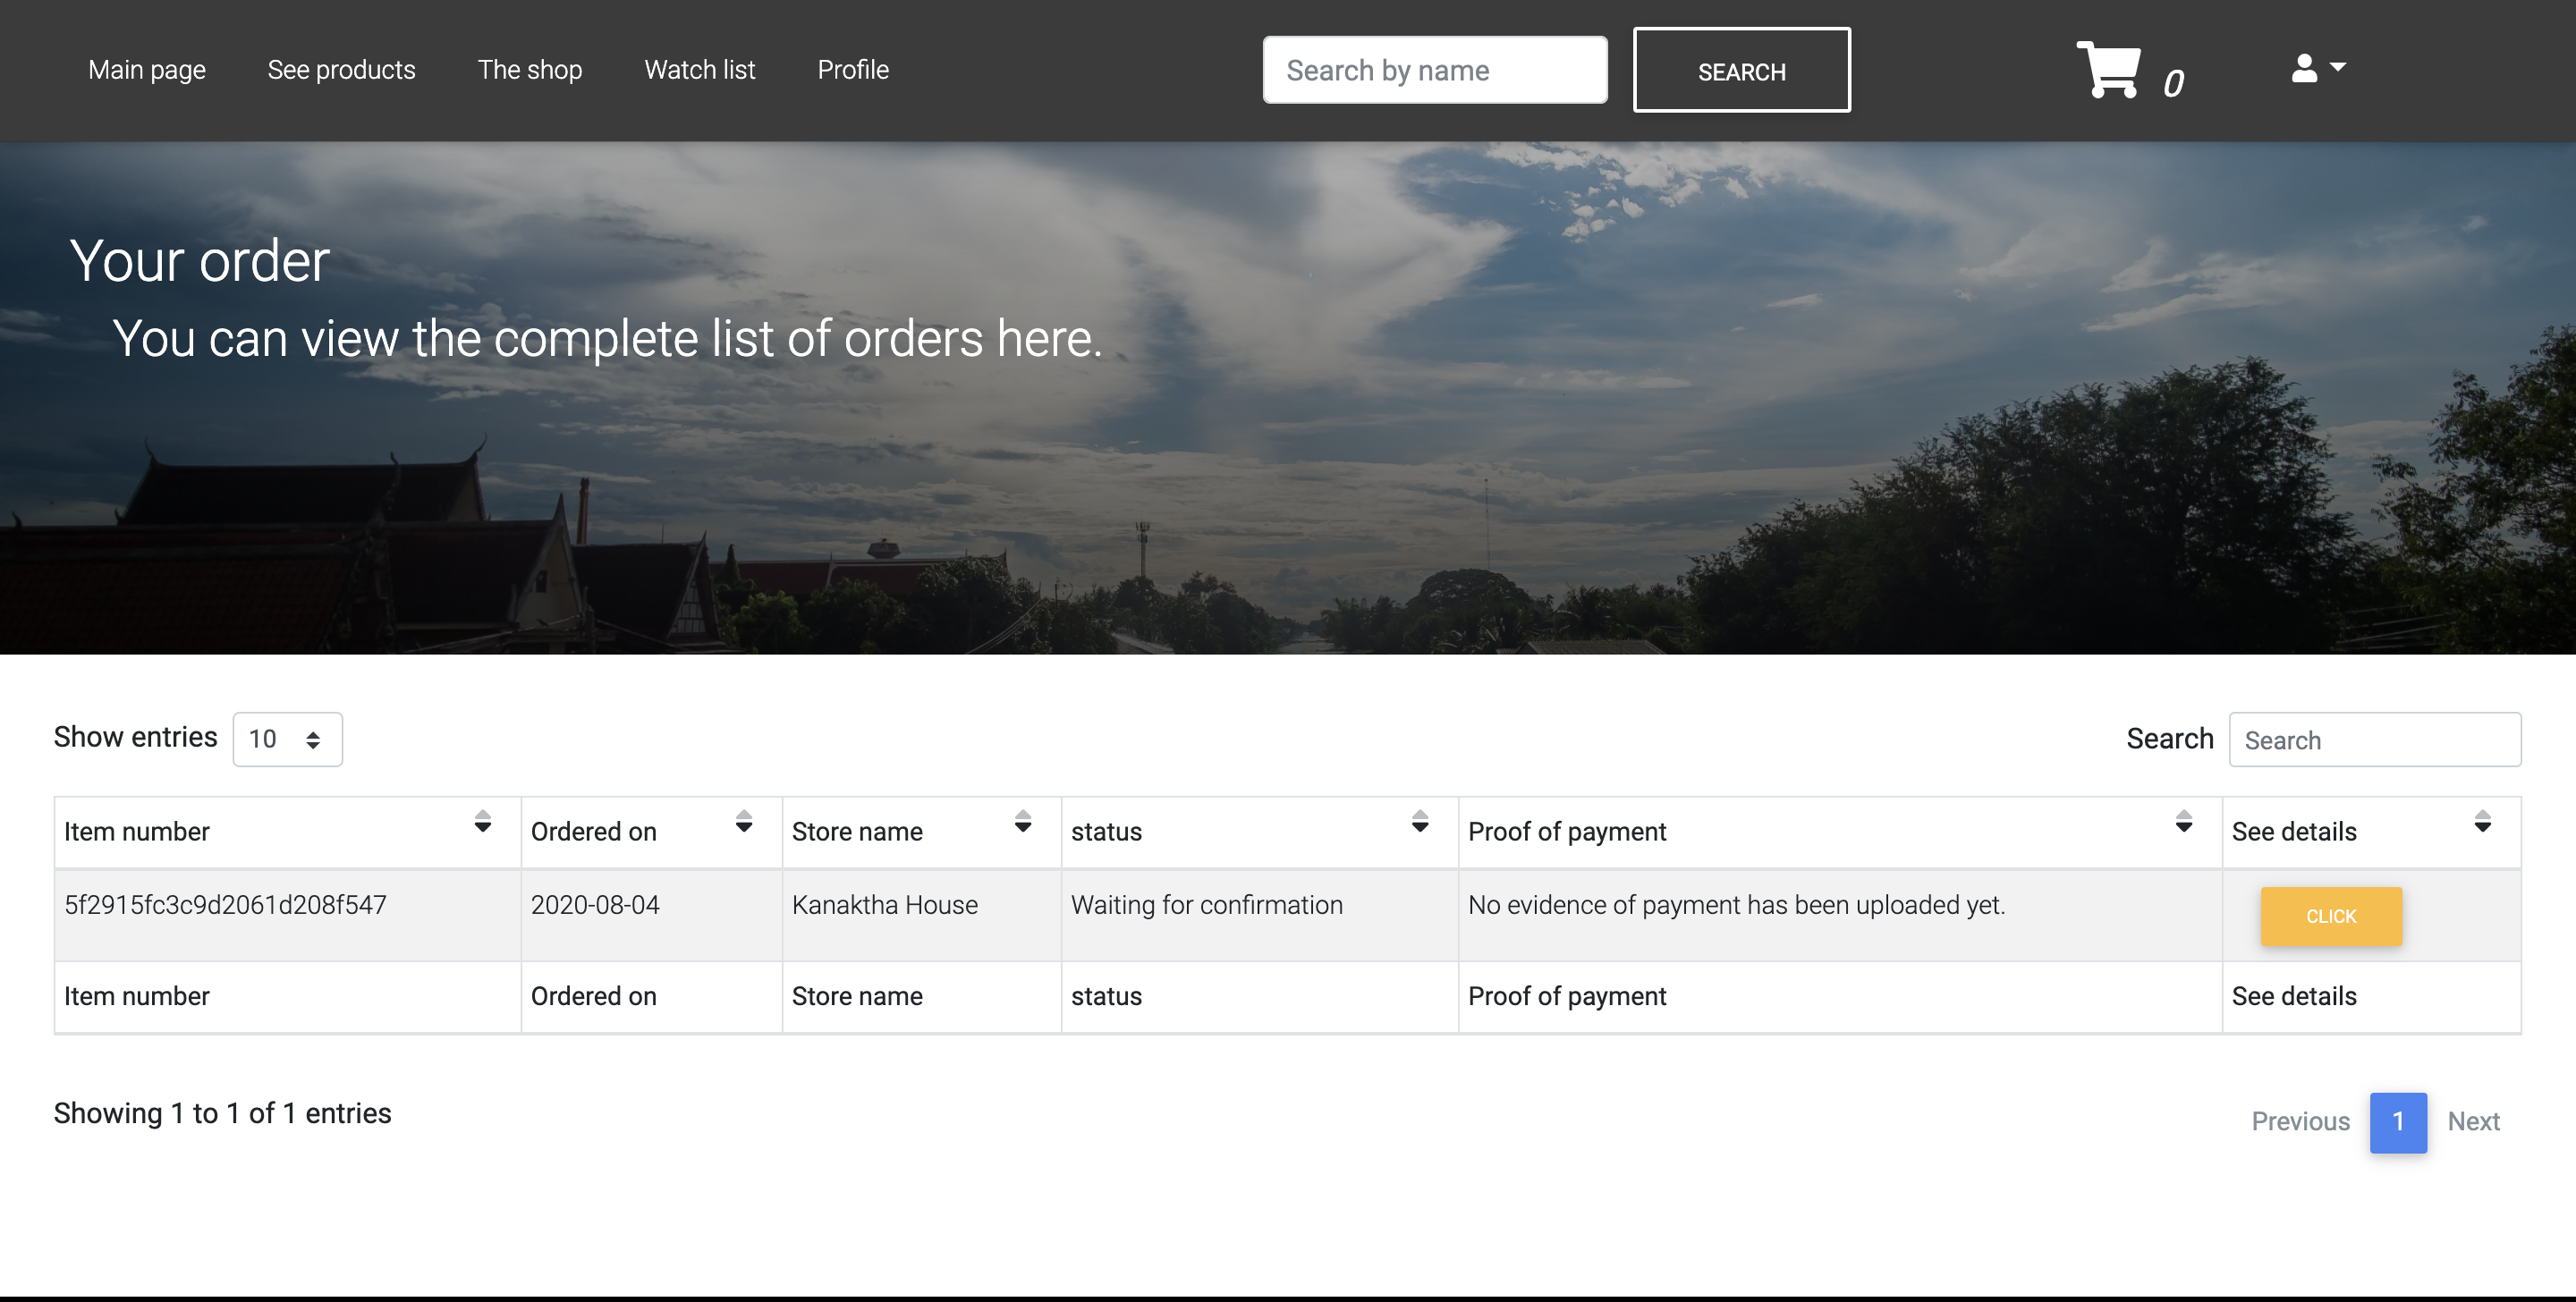 Main page See products The shop Watch list Profile Search by name SEARCH 0
Your order
You can view the complete list of orders here.
Show entries 10 Search Search
Item number Ordered on Store name status Proof of payment See details
5f2915fc3c9d2061d208f547 2020-08-04 Kanaktha House Waiting for confirmation No evidence of payment has been uploaded yet. CLICK
Item number Ordered on Store name status Proof of payment See details
Showing 1 to 1 of 1 entries Previous 1 Next